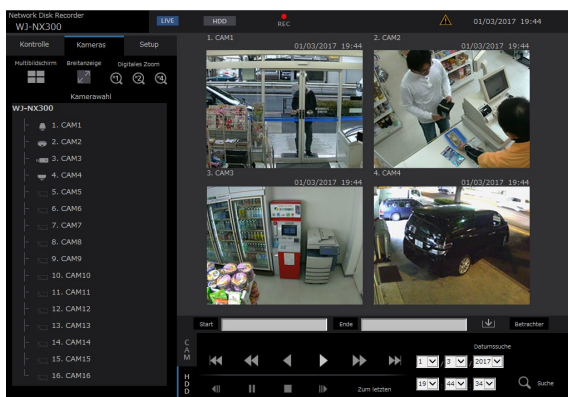 Network Disk Recorder
WJ-NX300
LIVE
HDD
REC
01/03/2017 19:44
Kontrolle
Kameras
Setup
Multibildschirm
Breitanzeige
Digitales Zoom
Kamerawahl
WJ-NX300
1. CAM1
2. CAM2
3. CAM3
4. CAM4
5. CAM5
6. CAM6
7. CAM7
8. CAM8
9. CAM9
10. CAM10
11. CAM11
12. CAM12
13. CAM13
14. CAM14
15. CAM15
16. CAM16
1. CAM1
01/03/2017 19:44
2. CAM2
01/03/2017 19:44
3. CAM3
01/03/2017 19:44
4. CAM4
01/03/2017 19:44
Start
Ende
Betrachter
CAM
HDD
Zum letzten
Datumssuche
1 / 3 / 2017
19 : 44 : 34
Suche